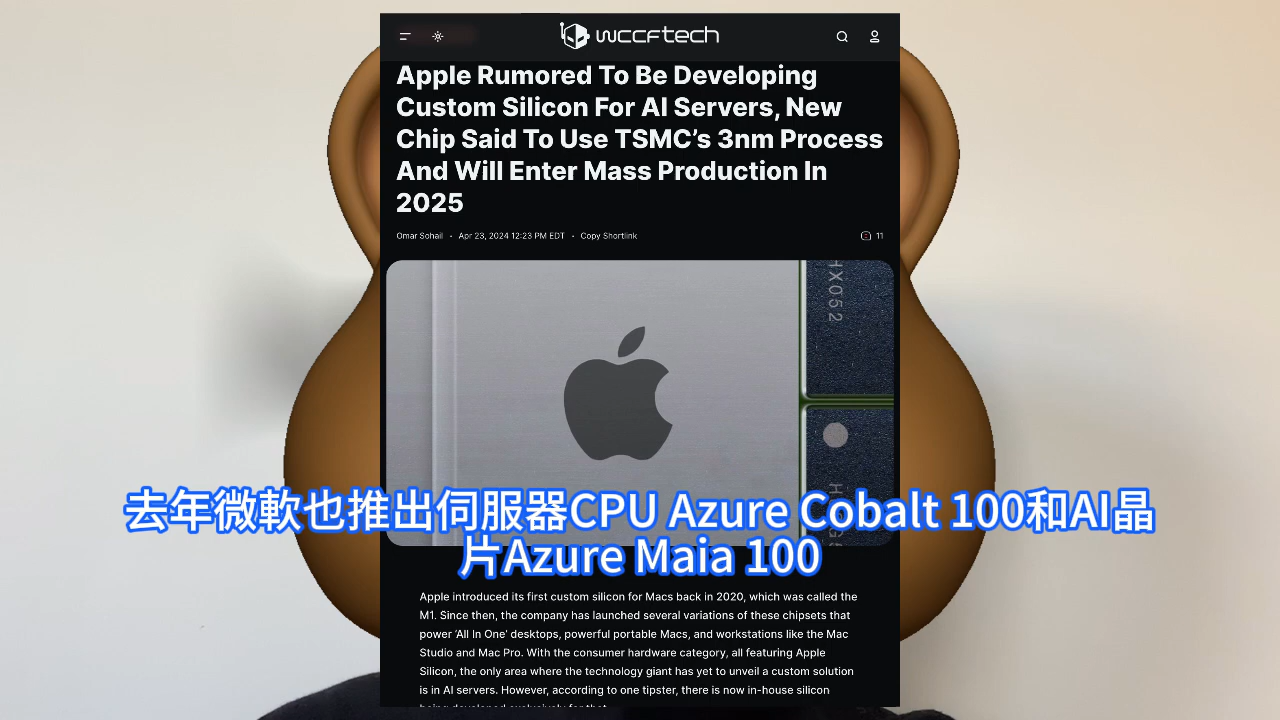 wccftech
Apple Rumored To Be Developing
Custom Silicon For AI Servers, New
Chip Said To Use TSMC's 3nm Process
And Will Enter Mass Production In
2025
Omar Sohail • Apr 23, 2024 12:23 PM EDT • Copy Shortlink
11
HX052
去年微軟也推出伺服器CPU Azure Cobalt 100和AI晶
片Azure Maia 100
Apple introduced its first custom silicon for Macs back in 2020, which was called the
M1. Since then, the company has launched several variations of these chipsets that
power 'All In One' desktops, powerful portable Macs, and workstations like the Mac
Studio and Mac Pro. With the consumer hardware category, all featuring Apple
Silicon, the only area where the technology giant has yet to unveil a custom solution
is in AI servers. However, according to one tipster, there is now in-house silicon